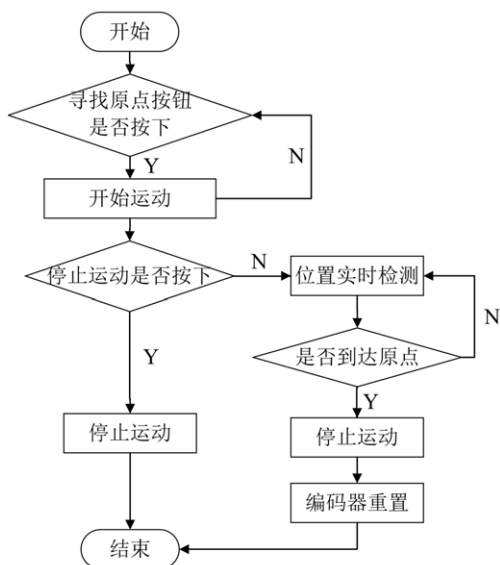 开始
寻找原点按钮
是否按下
N
Y
开始运动
停止运动是否按下
N
位置实时检测
N
Y
是否到达原点
Y
停止运动
停止运动
编码器重置
结束